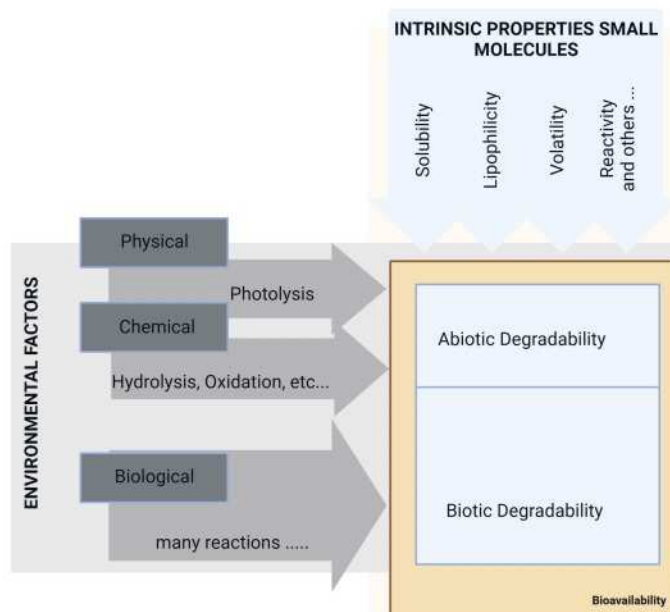 INTRINSIC PROPERTIES SMALL
MOLECULES
Solubility
Lipophilicity
Volatility
Reactivity
and others ...
ENVIRONMENTAL FACTORS
Physical
Photolysis
Chemical
Hydrolysis, Oxidation, etc...
Biological
many reactions .....
Abiotic Degradability
Biotic Degradability
Bioavailability